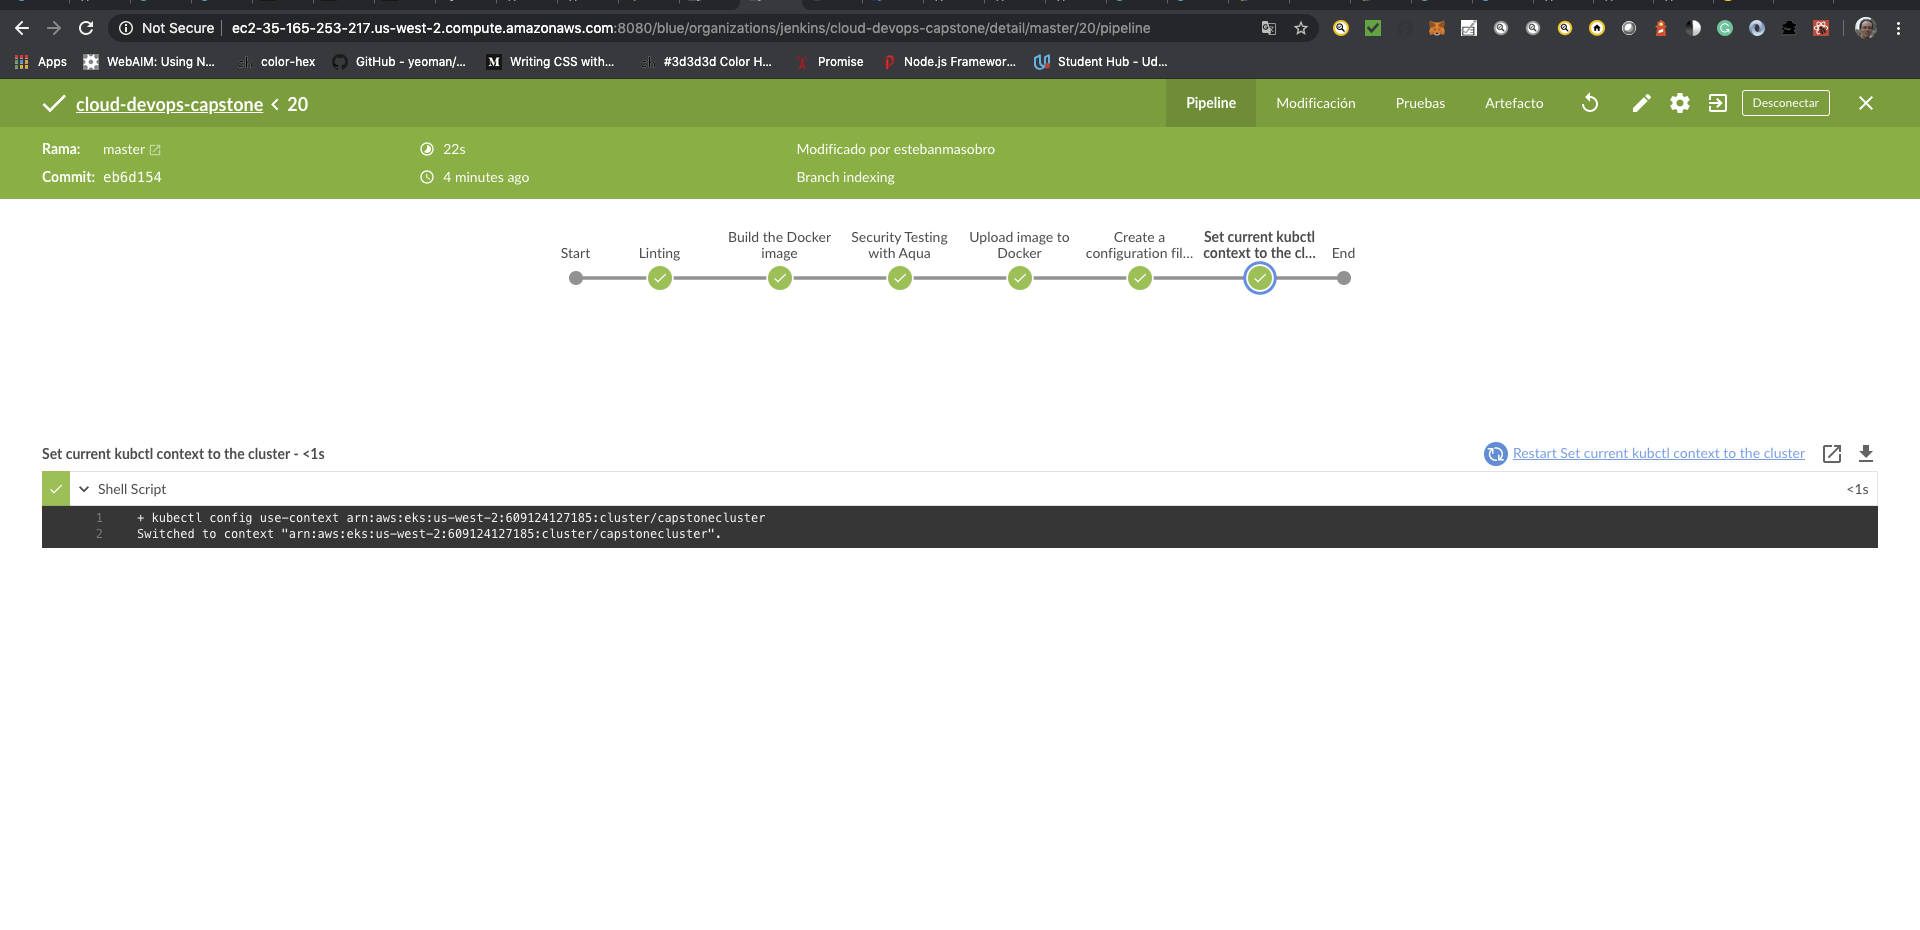 Not Secure ec2-35-165-253-217.us-west-2.compute.amazonaws.com:8080/blue/organizations/jenkins/cloud-devops-capstone/detail/master/20/pipeline
Apps WebAIM: Using N... color-hex GitHub - yeoman/... Writing CSS with... #3d3d3d Color H... Promise Node.js Framewor... Student Hub - Ud...
cloud-devops-capstone < 20 Pipeline Modificación Pruebas Artefacto Desconectar
Rama: master 22s Modificado por estebanmasobro
Commit: eb6d154 4 minutes ago Branch indexing
Start
Linting
Build the Docker
image
Security Testing
with Aqua
Upload image to
Docker
Create a
configuration fil...
Set current kubctl
context to the cl...
End
Set current kubctl context to the cluster - <1s Restart Set current kubctl context to the cluster
Shell Script <1s
1 + kubectl config use-context arn:aws:eks:us-west-2:609124127185:cluster/capstonecluster
2 Switched to context "arn:aws:eks:us-west-2:609124127185:cluster/capstonecluster".